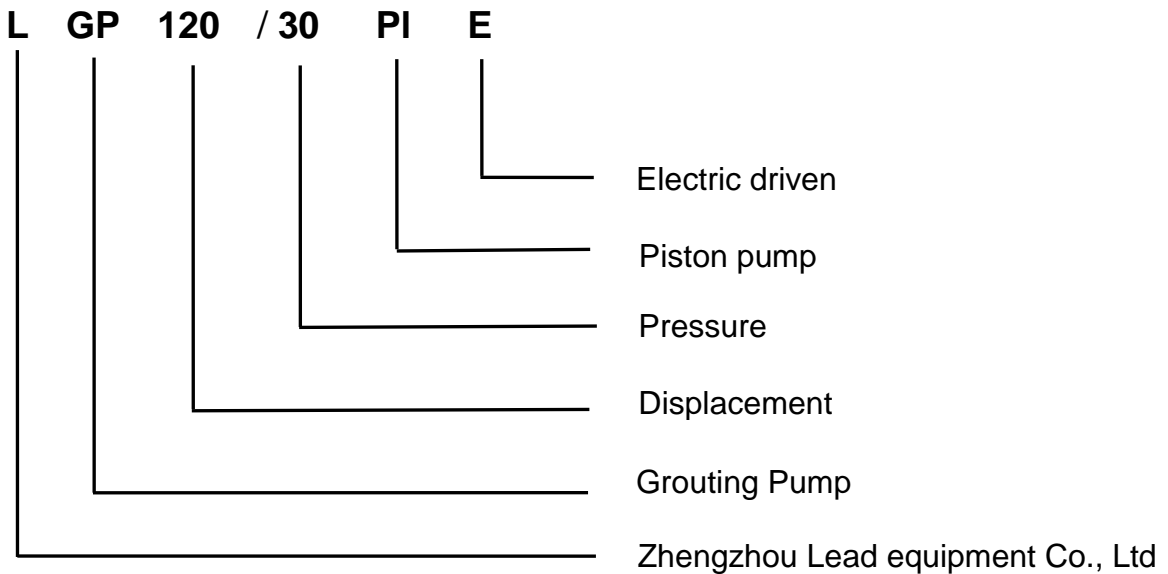 L GP 120 / 30 PI E
Electric driven
Piston pump
Pressure
Displacement
Grouting Pump
Zhengzhou Lead equipment Co., Ltd